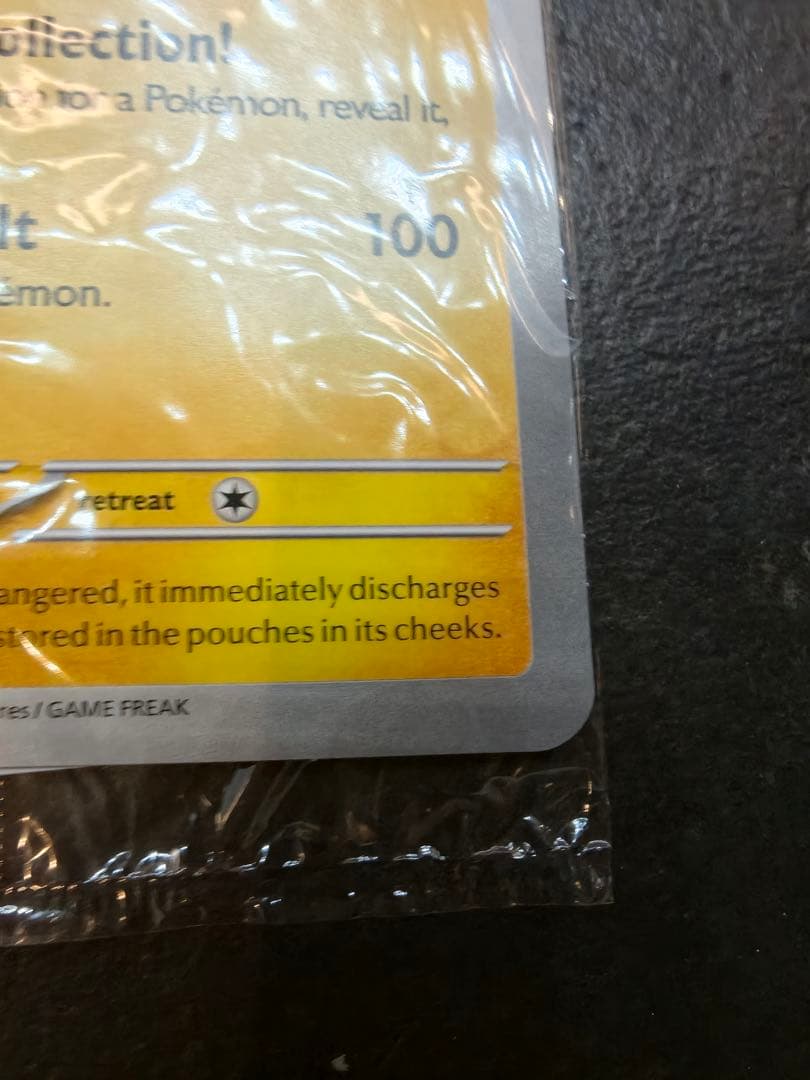 ollection!
for a Pokémon, reveal it,
lt 100
émon.
retreat
angered, it immediately discharges
stored in the pouches in its cheeks.
res / GAME FREAK